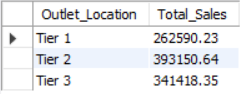 Outlet_Location Total_Sales
Tier 1 262590.23
Tier 2 393150.64
Tier 3 341418.35